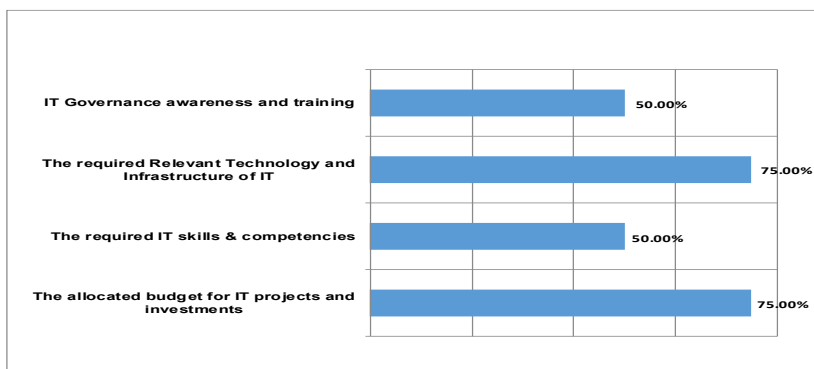 IT Governance awareness and training
50.00%
The required Relevant Technology and
Infrastructure of IT
75.00%
The required IT skills & competencies
50.00%
The allocated budget for IT projects and
investments
75.00%